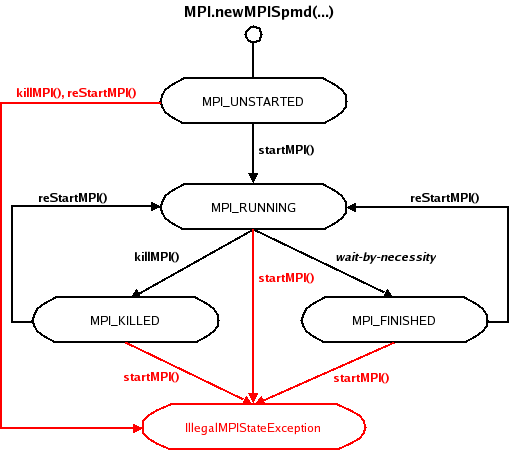 MPI.newMPISpmd(...)
killMPI(), reStartMPI()
MPI_UNSTARTED
startMPI()
reStartMPI()
reStartMPI()
MPI_RUNNING
killMPI()
wait-by-necessity
startMPI()
MPI_KILLED
MPI_FINISHED
startMPI()
startMPI()
IllegalMPIStateException